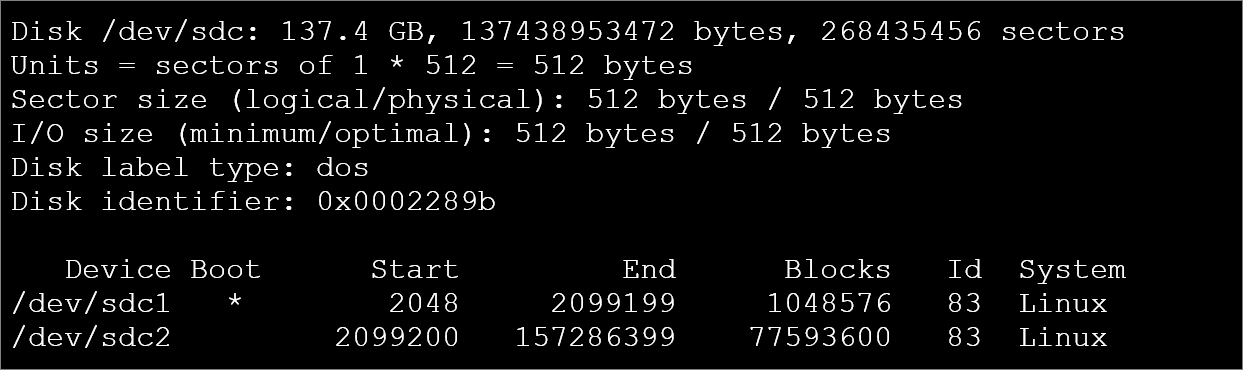 Disk /dev/sdc: 137.4 GB, 137438953472 bytes, 268435456 sectors
Units = sectors of 1 * 512 = 512 bytes
Sector size (logical/physical): 512 bytes / 512 bytes
I/O size (minimum/optimal): 512 bytes / 512 bytes
Disk label type: dos
Disk identifier: 0x0002289b

   Device Boot      Start         End      Blocks   Id  System
/dev/sdc1   *        2048     2099199     1048576   83  Linux
/dev/sdc2         2099200   157286399    77593600   83  Linux